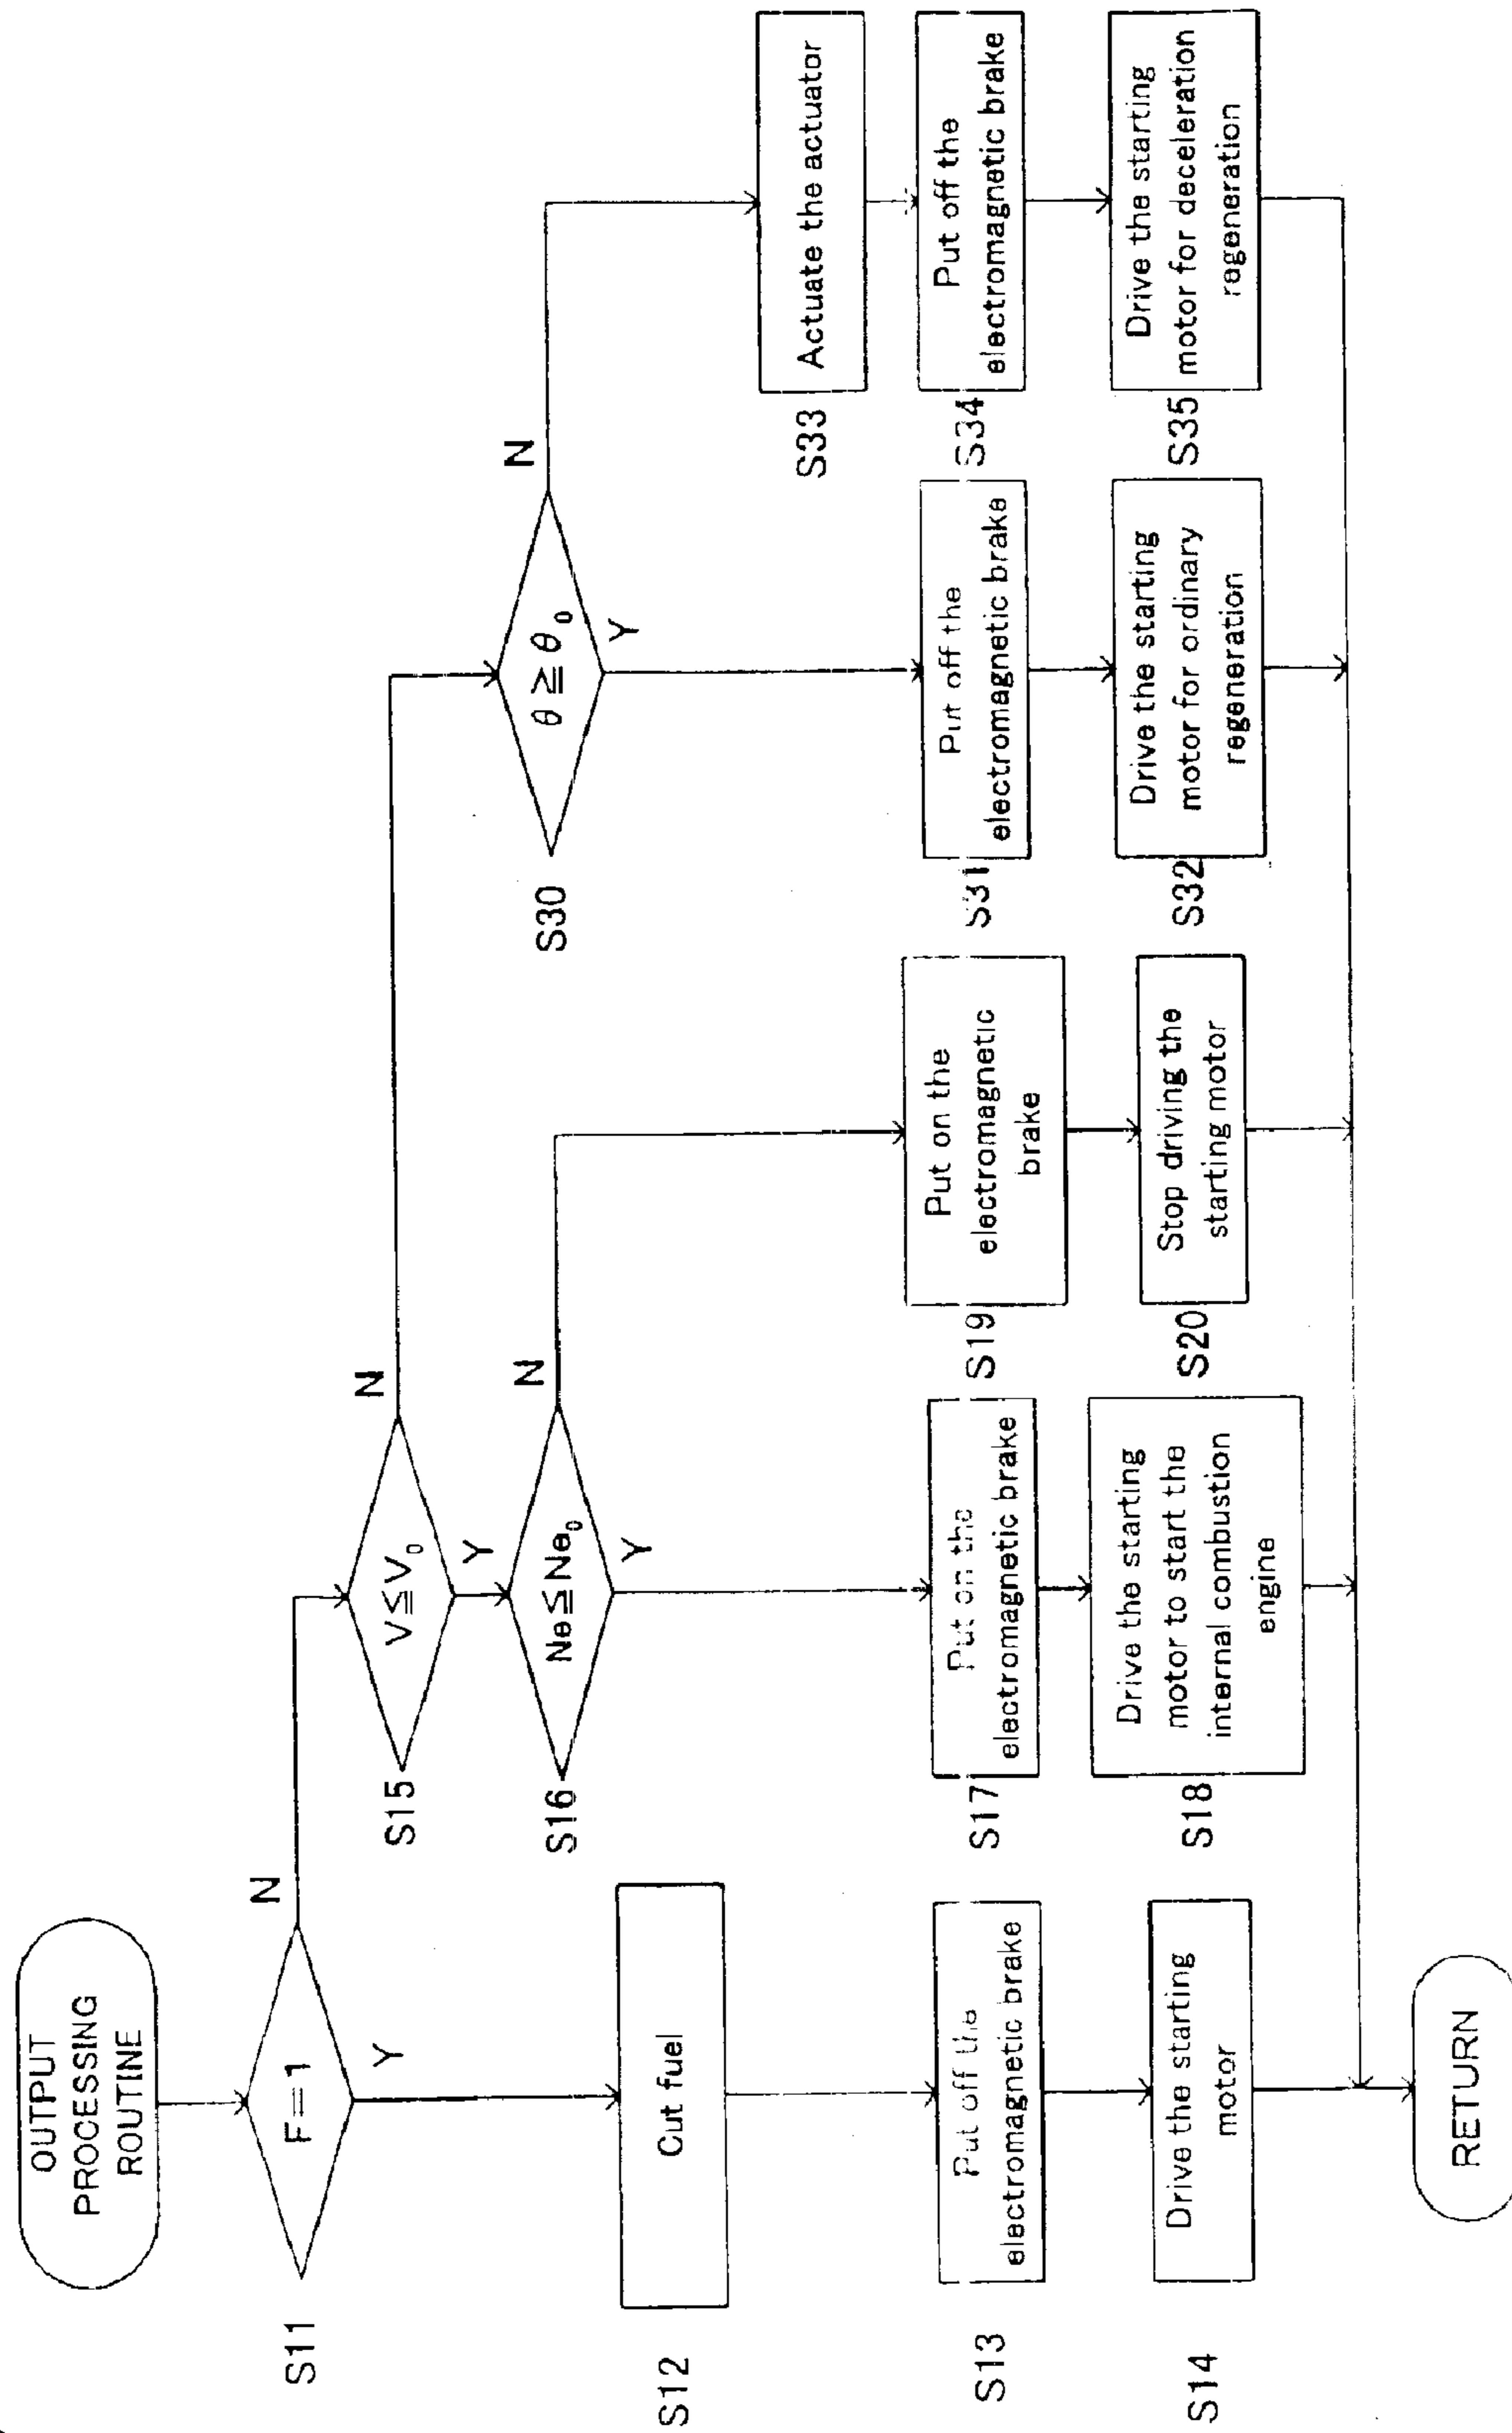 OUTPUT
PROCESSING
ROUTINE
S11
F=1
N
Y
S12
Cut fuel
S13
Put off the
electromagnetic brake
S14
Drive the starting
motor
S15
V≦V₀
N
Y
S16
Ne≦Ne₀
N
Y
S17
Put on the
electromagnetic brake
S18
Drive the starting
motor to start the
internal combustion
engine
S19
Put on the
electromagnetic
brake
S20
Stop driving the
starting motor
S30
θ≧θ₀
N
Y
S31
Put off the
electromagnetic brake
S32
Drive the starting
motor for ordinary
regeneration
S33
Actuate the actuator
S34
Put off the
electromagnetic brake
S35
Drive the starting
motor for deceleration
regeneration
RETURN